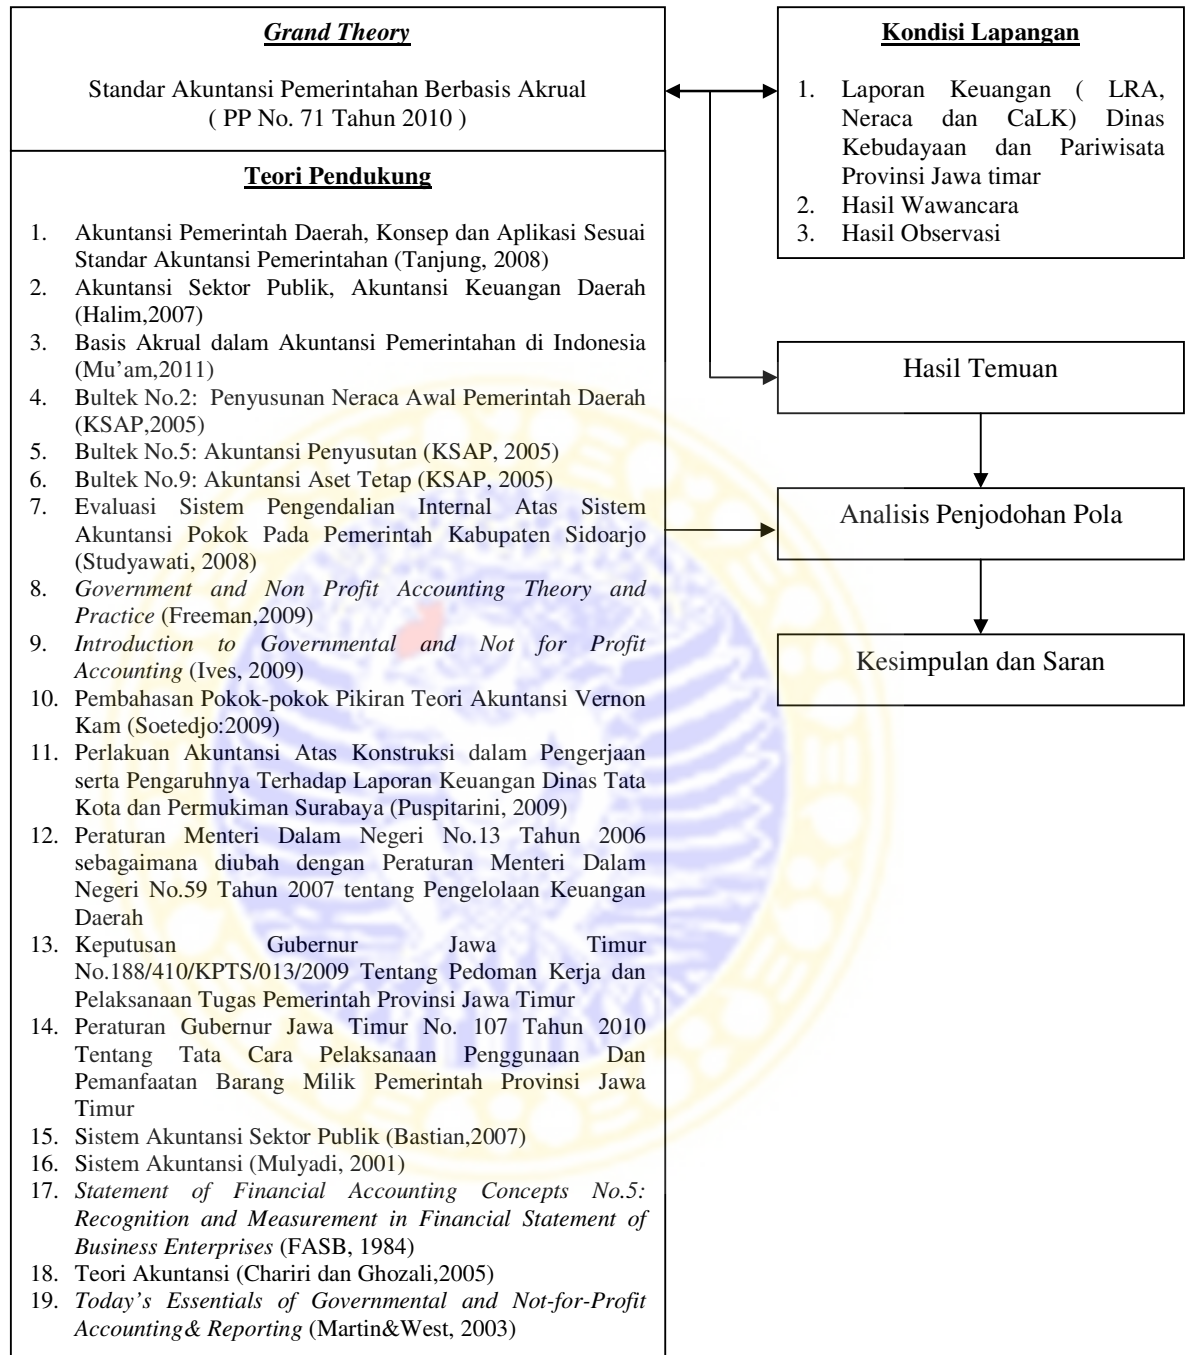 Grand Theory
Standar Akuntansi Pemerintahan Berbasis Akrual
( PP No. 71 Tahun 2010 )
Teori Pendukung
1. Akuntansi Pemerintah Daerah, Konsep dan Aplikasi Sesuai
Standar Akuntansi Pemerintahan (Tanjung, 2008)
2. Akuntansi Sektor Publik, Akuntansi Keuangan Daerah
(Halim,2007)
3. Basis Akrual dalam Akuntansi Pemerintahan di Indonesia
(Mu’am,2011)
4. Bultek No.2: Penyusunan Neraca Awal Pemerintah Daerah
(KSAP,2005)
5. Bultek No.5: Akuntansi Penyusutan (KSAP, 2005)
6. Bultek No.9: Akuntansi Aset Tetap (KSAP, 2005)
7. Evaluasi Sistem Pengendalian Internal Atas Sistem
Akuntansi Pokok Pada Pemerintah Kabupaten Sidoarjo
(Studyawati, 2008)
8. Government and Non Profit Accounting Theory and
Practice (Freeman,2009)
9. Introduction to Governmental and Not for Profit
Accounting (Ives, 2009)
10. Pembahasan Pokok-pokok Pikiran Teori Akuntansi Vernon
Kam (Soetedjo:2009)
11. Perlakuan Akuntansi Atas Konstruksi dalam Pengerjaan
serta Pengaruhnya Terhadap Laporan Keuangan Dinas Tata
Kota dan Permukiman Surabaya (Puspitarini, 2009)
12. Peraturan Menteri Dalam Negeri No.13 Tahun 2006
sebagaimana diubah dengan Peraturan Menteri Dalam
Negeri No.59 Tahun 2007 tentang Pengelolaan Keuangan
Daerah
13. Keputusan Gubernur Jawa Timur
No.188/410/KPTS/013/2009 Tentang Pedoman Kerja dan
Pelaksanaan Tugas Pemerintah Provinsi Jawa Timur
14. Peraturan Gubernur Jawa Timur No. 107 Tahun 2010
Tentang Tata Cara Pelaksanaan Penggunaan Dan
Pemanfaatan Barang Milik Pemerintah Provinsi Jawa
Timur
15. Sistem Akuntansi Sektor Publik (Bastian,2007)
16. Sistem Akuntansi (Mulyadi, 2001)
17. Statement of Financial Accounting Concepts No.5:
Recognition and Measurement in Financial Statement of
Business Enterprises (FASB, 1984)
18. Teori Akuntansi (Chariri dan Ghozali,2005)
19. Today’s Essentials of Governmental and Not-for-Profit
Accounting& Reporting (Martin&West, 2003)
Kondisi Lapangan
1. Laporan Keuangan ( LRA,
Neraca dan CaLK) Dinas
Kebudayaan dan Pariwisata
Provinsi Jawa timar
2. Hasil Wawancara
3. Hasil Observasi
Hasil Temuan
Analisis Penjodohan Pola
Kesimpulan dan Saran